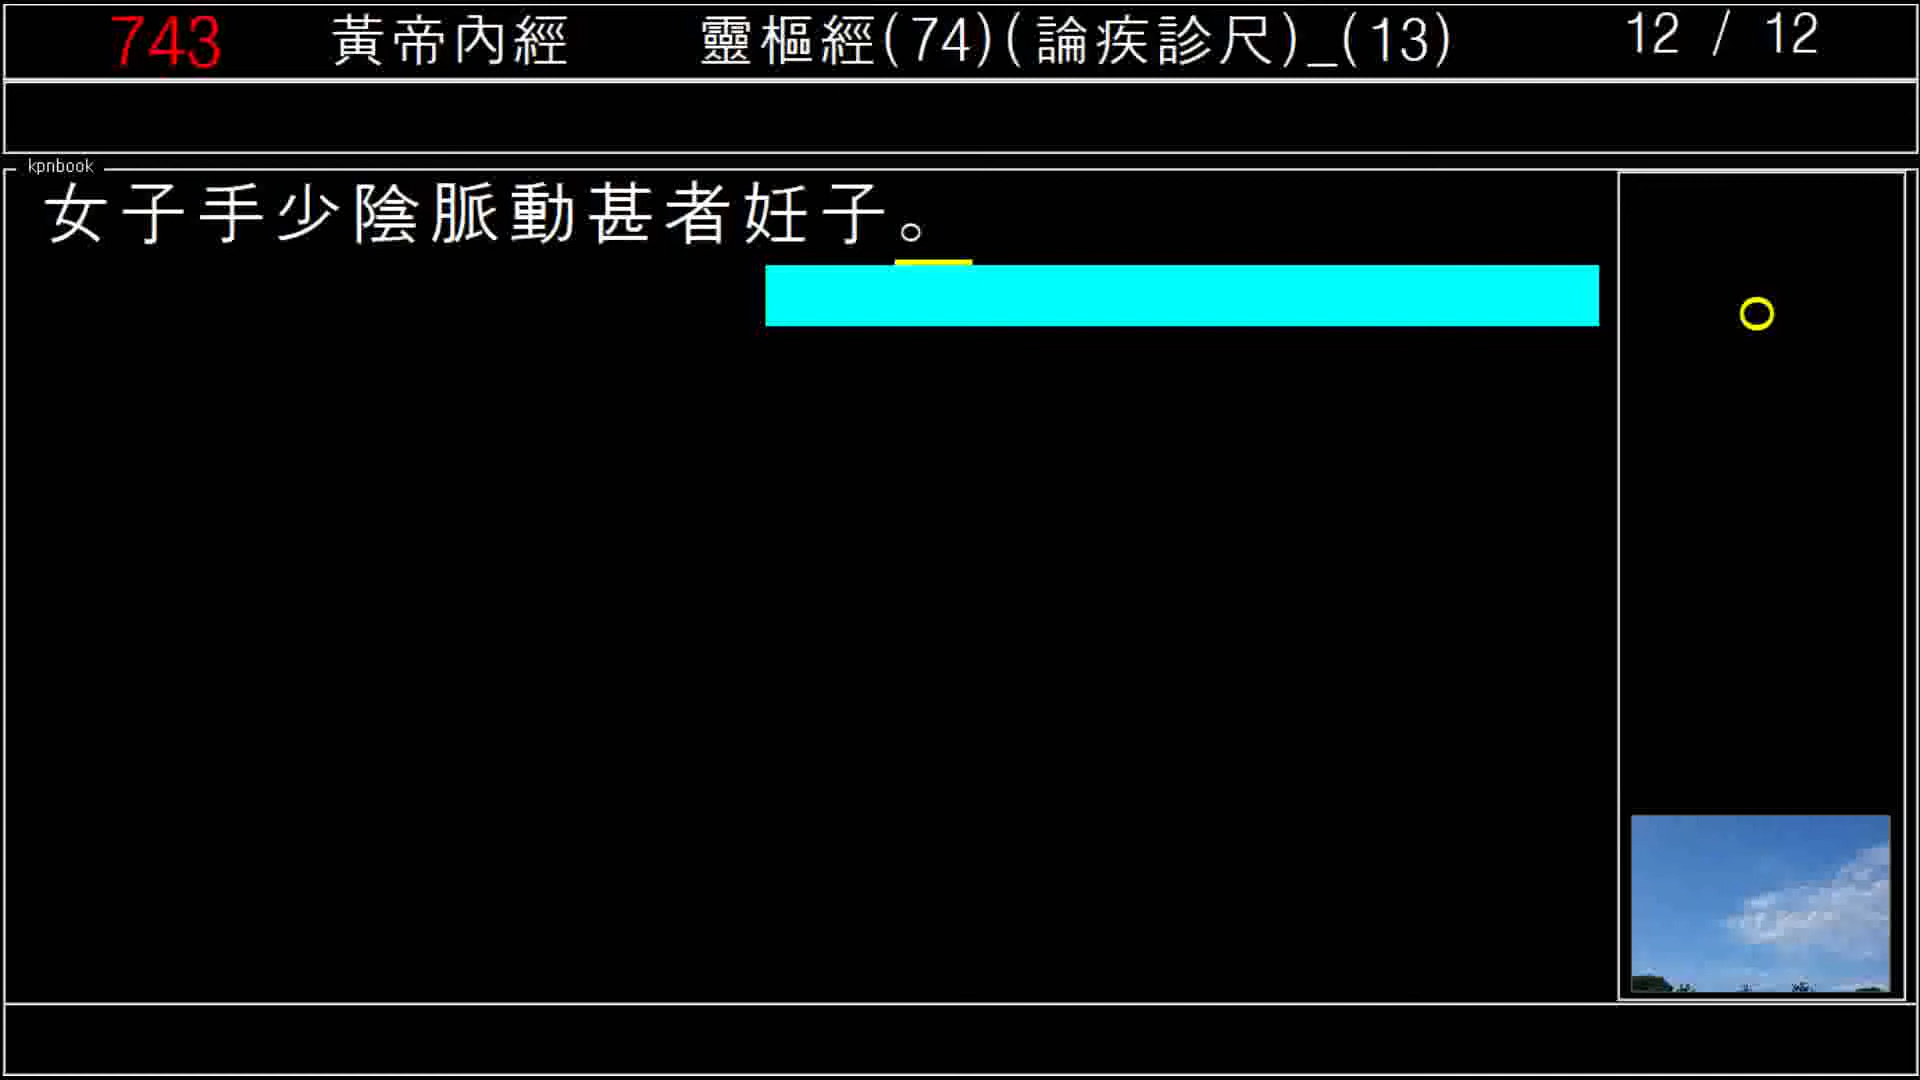 743 黃帝內經 靈樞經(74)(論疾診尺)_(13) 12 / 12
kpnbook
女子手少陰脈動甚者妊子。